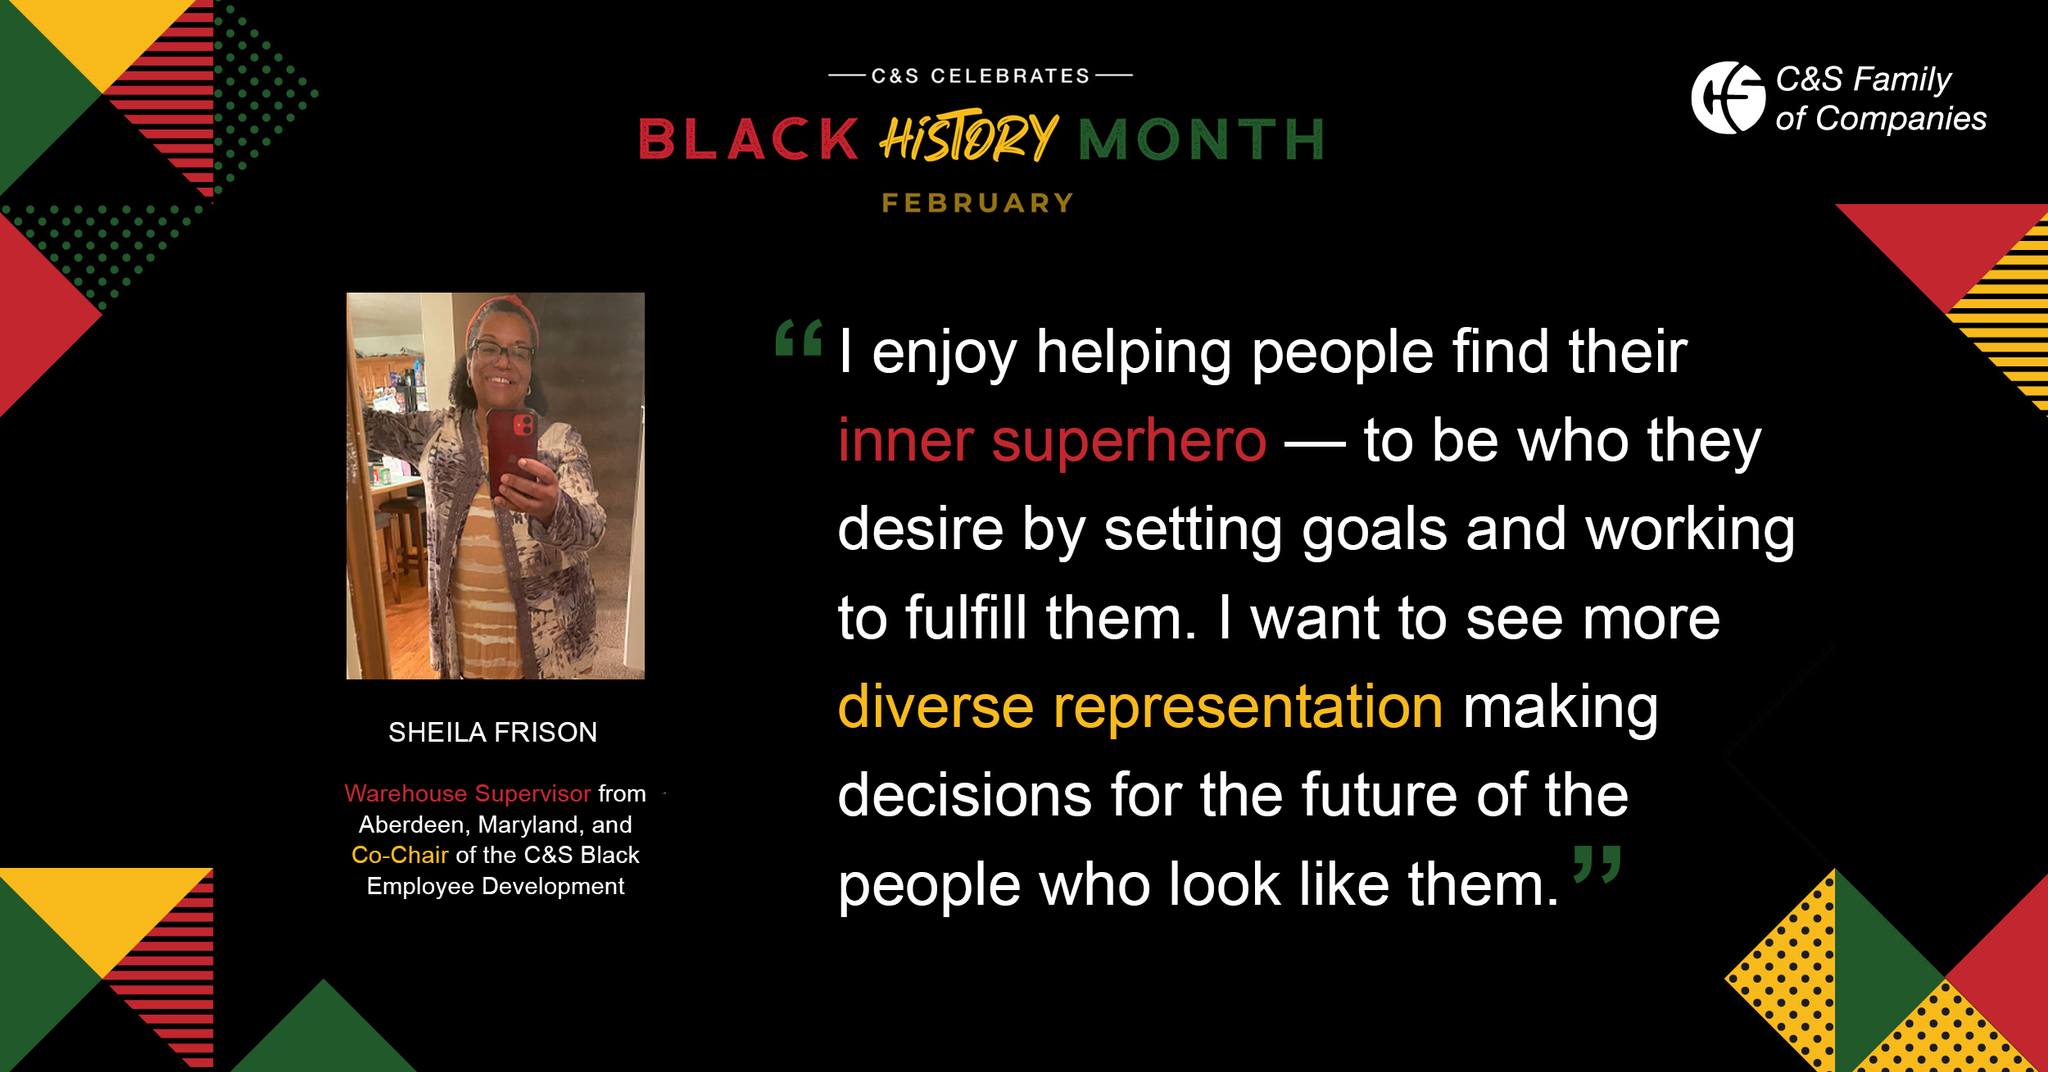 C&S CELEBRATES
BLACK HiSTORY MONTH
FEBRUARY
C&S Family
of Companies
“I enjoy helping people find their
inner superhero — to be who they
desire by setting goals and working
to fulfill them. I want to see more
diverse representation making
decisions for the future of the
people who look like them.”
SHEILA FRISON
Warehouse Supervisor from
Aberdeen, Maryland, and
Co-Chair of the C&S Black
Employee Development